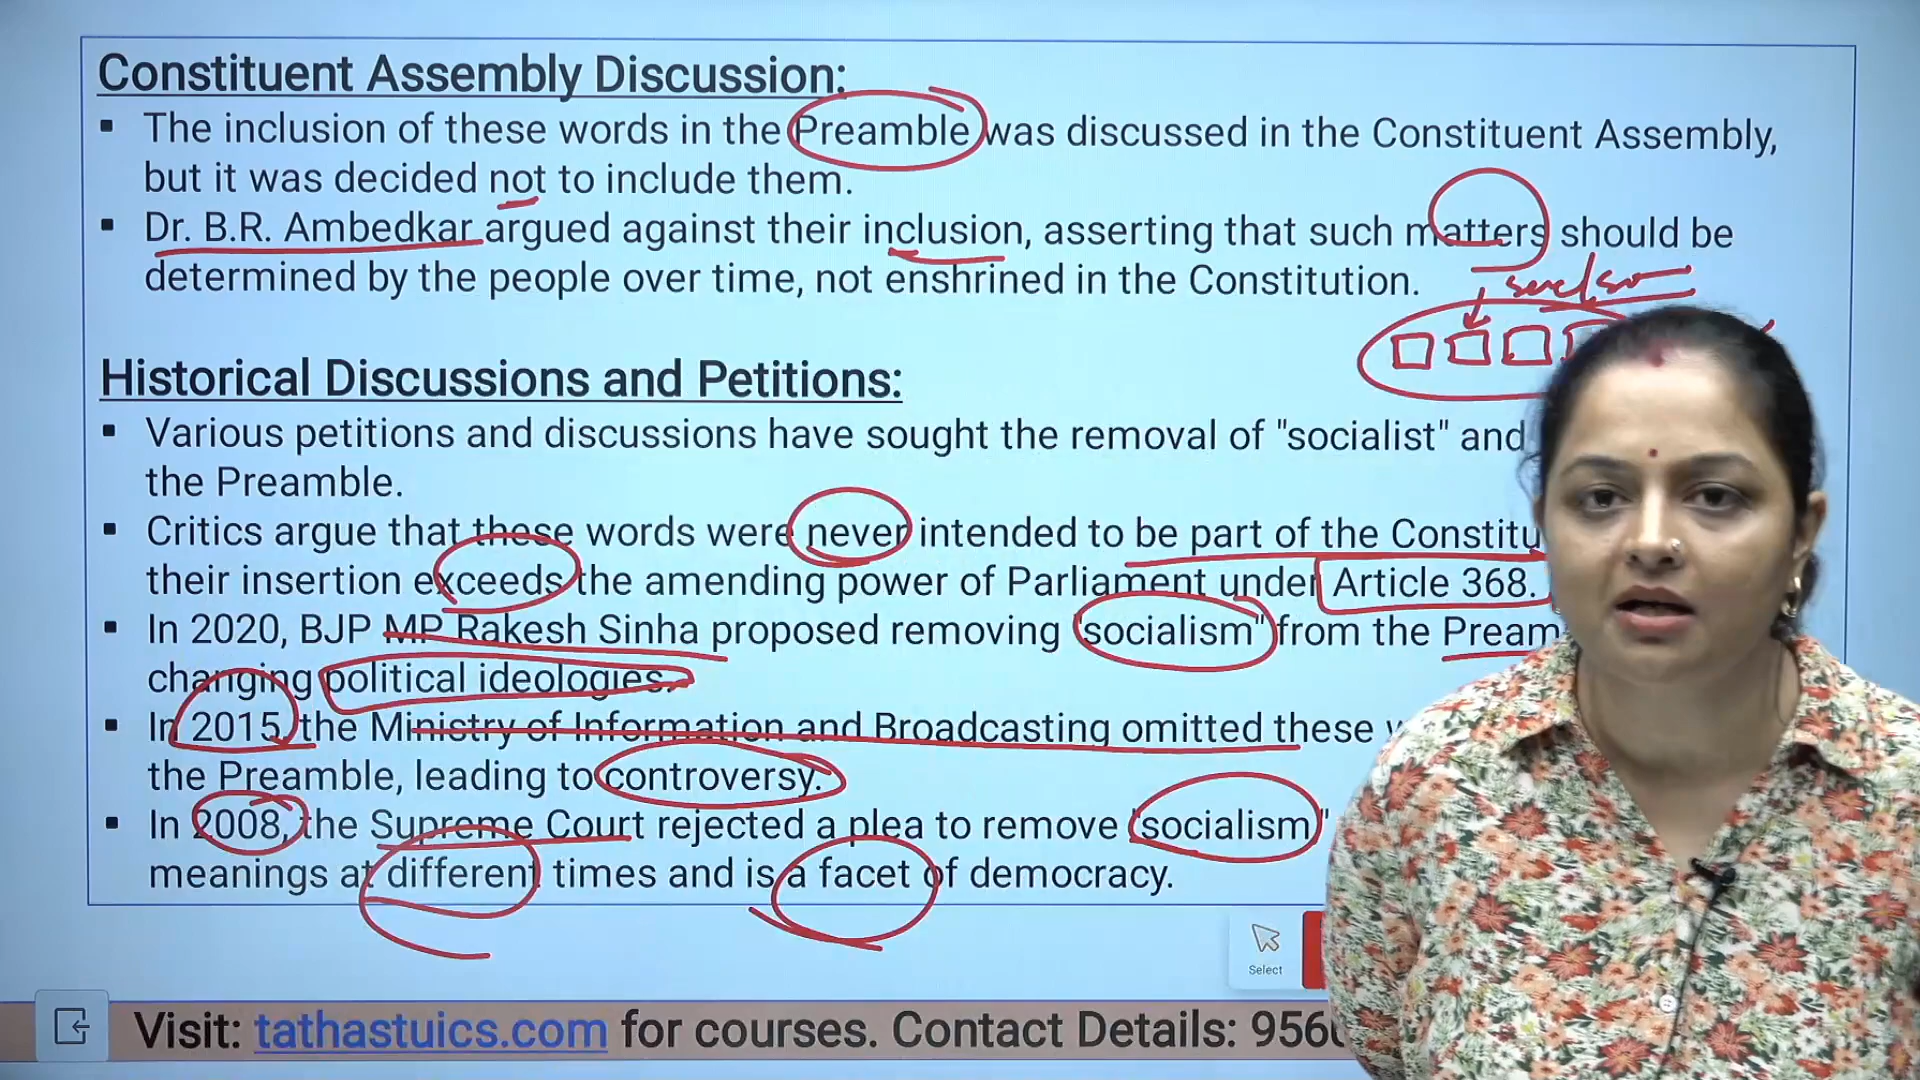 Constituent Assembly Discussion:
▪ The inclusion of these words in the Preamble was discussed in the Constituent Assembly,
but it was decided not to include them.
▪ Dr. B.R. Ambedkar argued against their inclusion, asserting that such matters should be
determined by the people over time, not enshrined in the Constitution.
Historical Discussions and Petitions:
▪ Various petitions and discussions have sought the removal of "socialist" and
the Preamble.
▪ Critics argue that these words were never intended to be part of the Constitu
their insertion exceeds the amending power of Parliament under Article 368.
▪ In 2020, BJP MP Rakesh Sinha proposed removing "socialism" from the Pream
changing political ideologies.
▪ In 2015, the Ministry of Information and Broadcasting omitted these w
the Preamble, leading to controversy.
▪ In 2008, the Supreme Court rejected a plea to remove "socialism"
meanings at different times and is a facet of democracy.
Select
Visit: tathastuics.com for courses. Contact Details: 956